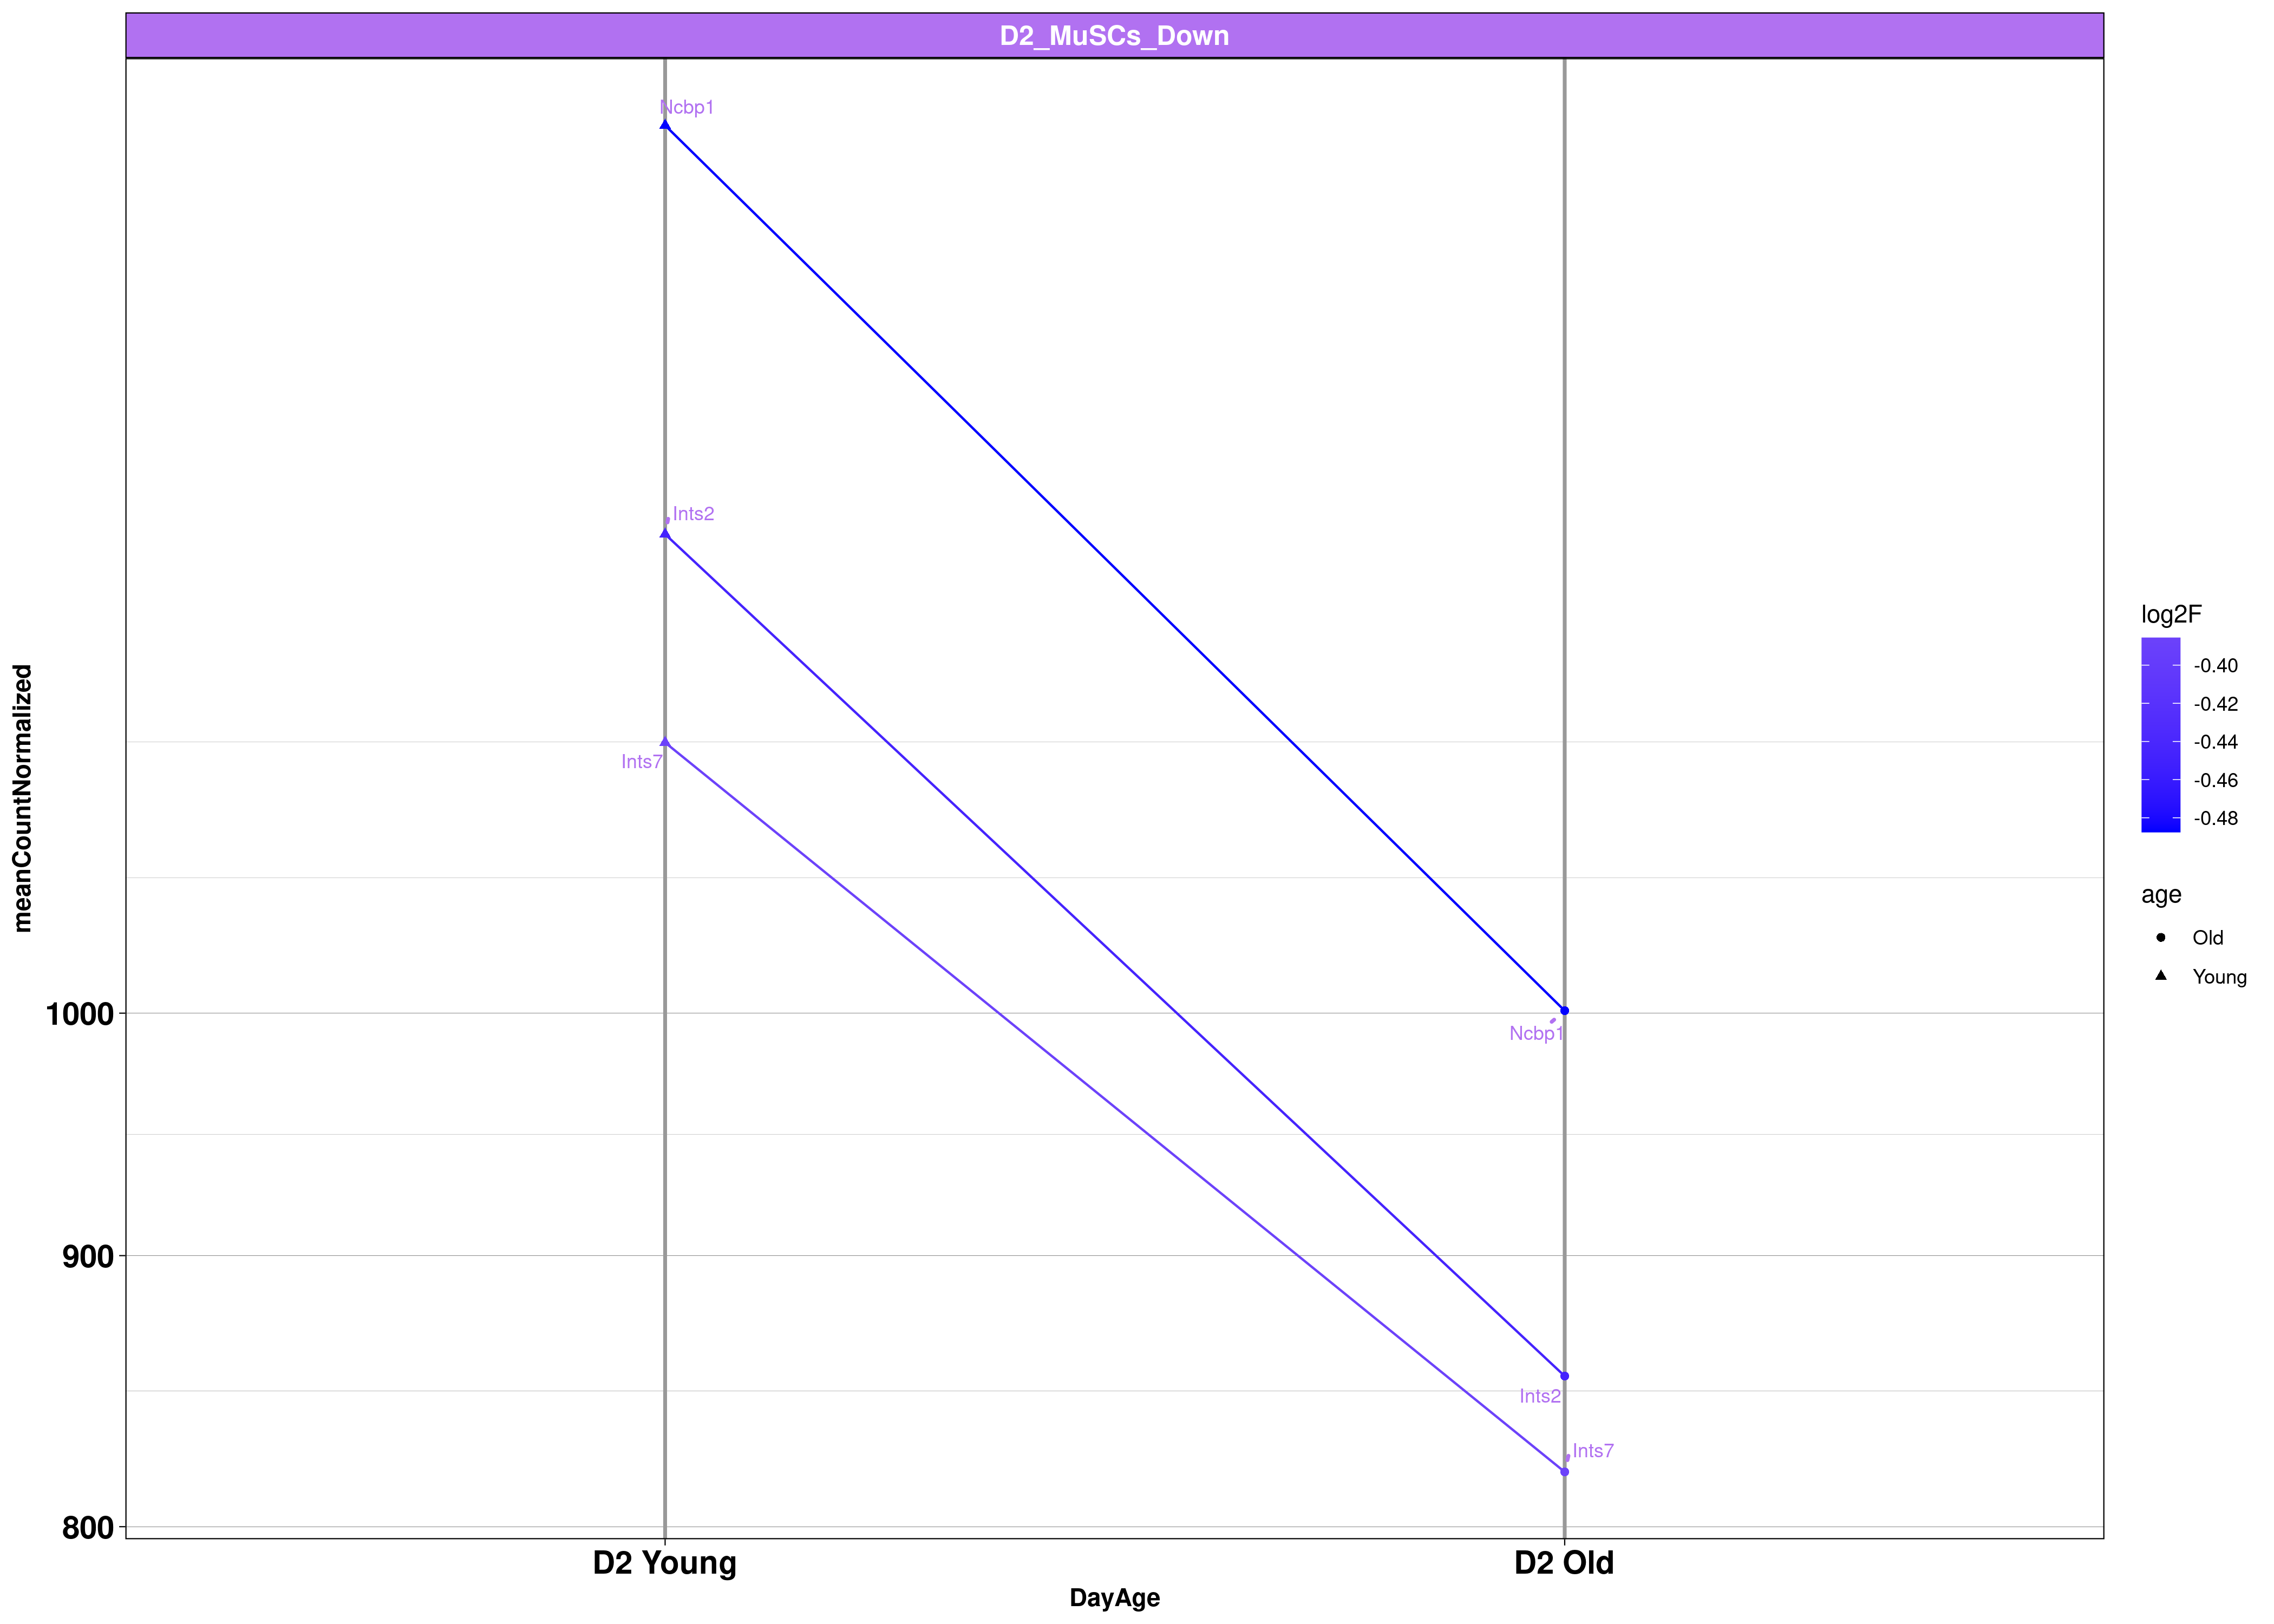 D2_MuSCs_Down
Ncbp1
Ints2
Ints7
Ncbp1
Ints2
Ints7
meanCountNormalized
1000
900
800
D2 Young
D2 Old
DayAge
log2F
-0.40
-0.42
-0.44
-0.46
-0.48
age
Old
Young